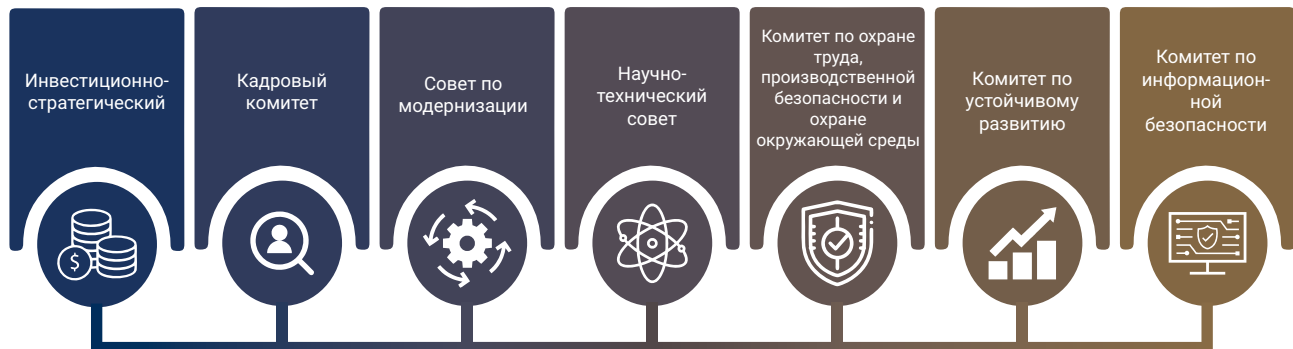 Инвестиционно-
стратегический
Кадровый
комитет
Совет по
модернизации
Научно-
технический
совет
Комитет по охране
труда,
производственной
безопасности и
охране
окружающей среды
Комитет по
устойчивому
развитию
Комитет по
информацион-
ной
безопасности
$